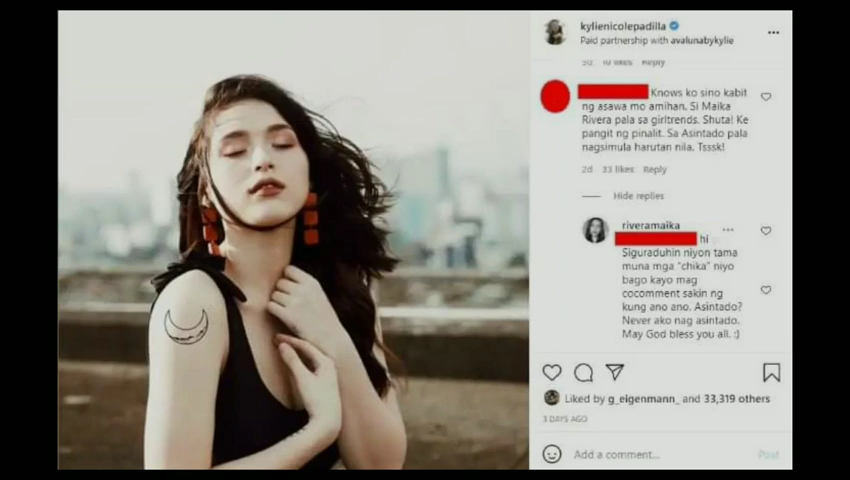 kylienicolepadilla
Paid partnership with avalunabykylie
3d 10 likes Reply
Knows ko sino kabit
ng asawa mo amihan. Si Maika
Rivera pala sa girltrends. Shuta! Ke
pangit ng pinalit. Sa Asintado pala
nagsimula harutan nila. Tsssk!
2d 33 likes Reply
Hide replies
riveramaika
hi
Siguraduhin niyon tama
muna mga "chika" niyo
bago kayo mag
cocomment sakin ng
kung ano ano. Asintado?
Never ako nag asintado.
May God bless you all. :)
Liked by g_eigenmann_ and 33,319 others
3 DAYS AGO
Add a comment...
Post